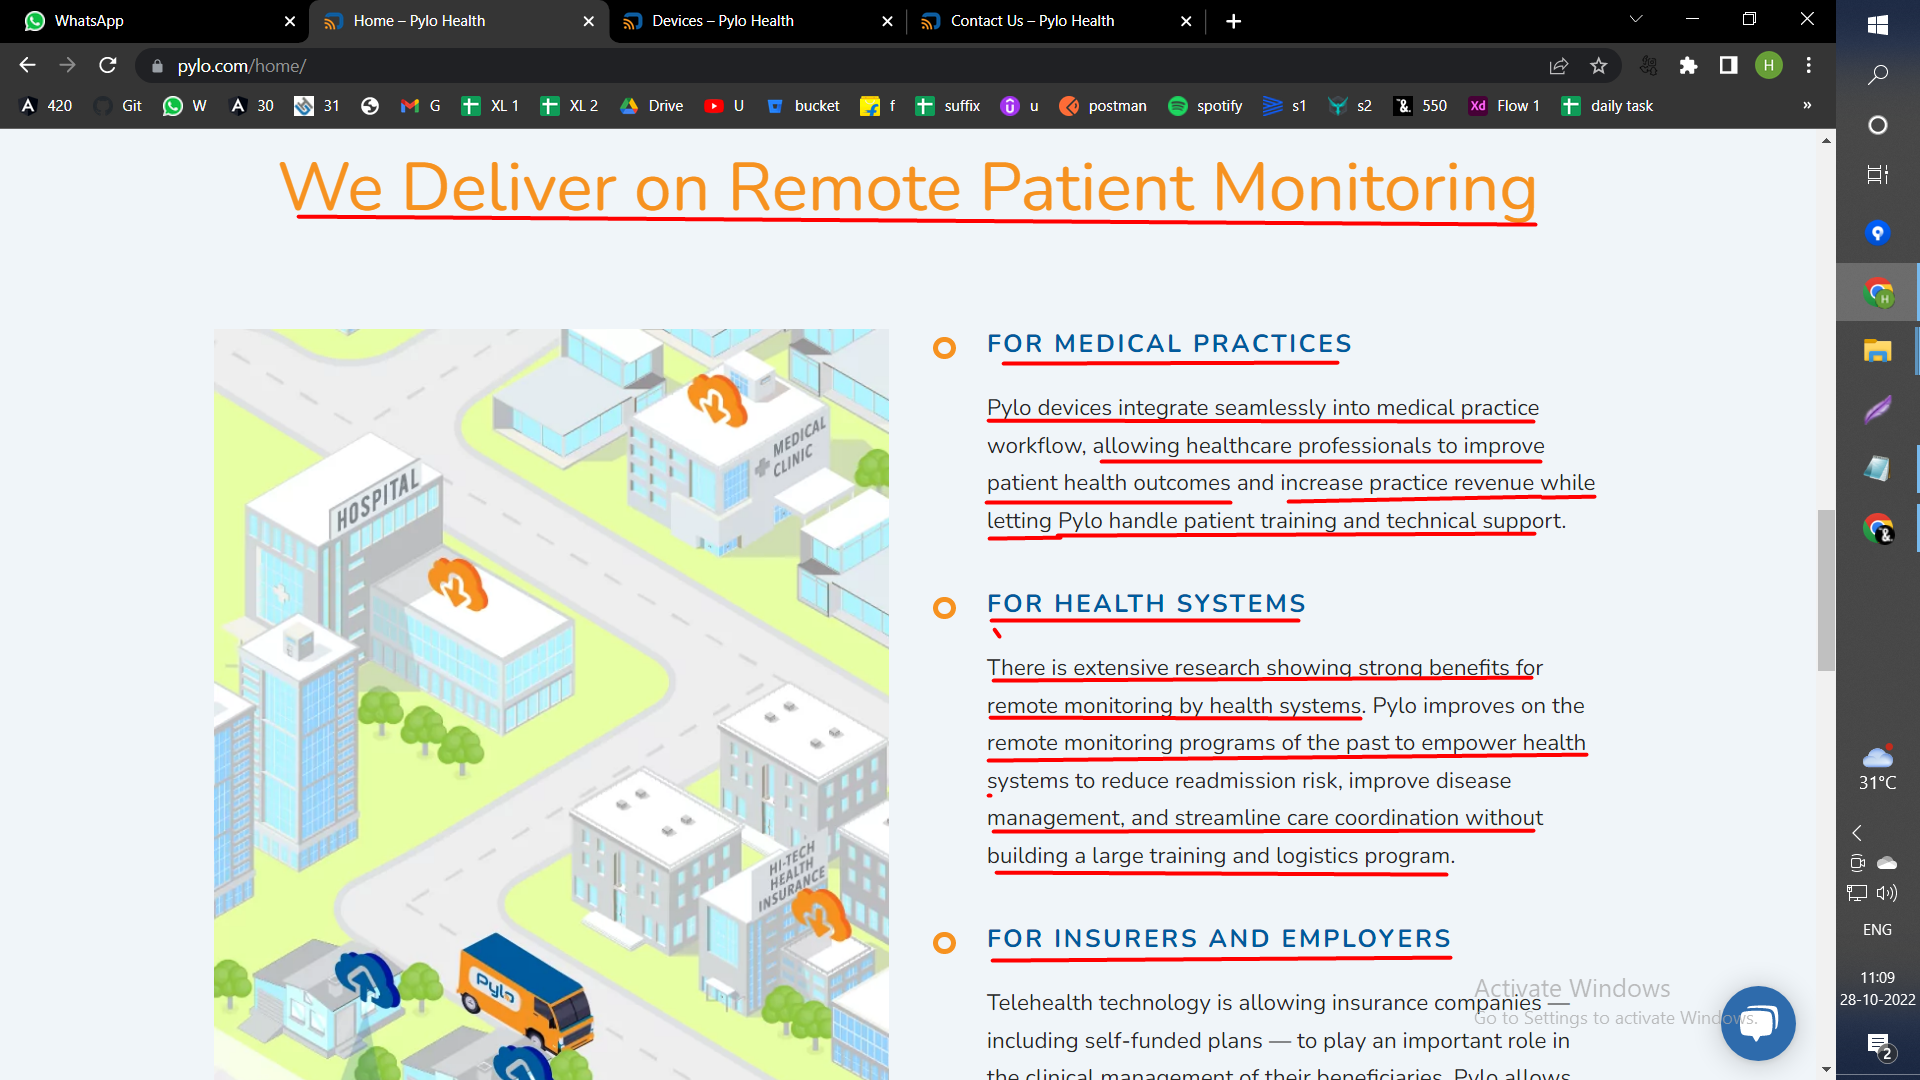 WhatsApp
Home – Pylo Health
Devices – Pylo Health
Contact Us – Pylo Health
pylo.com/home/
H
420
Git
W
30
31
G
XL 1
XL 2
Drive
U
bucket
f
suffix
u
postman
spotify
s1
s2
550
Xd Flow 1
daily task
»
We Deliver on Remote Patient Monitoring
FOR MEDICAL PRACTICES
Pylo devices integrate seamlessly into medical practice
workflow, allowing healthcare professionals to improve
patient health outcomes and increase practice revenue while
letting Pylo handle patient training and technical support.
FOR HEALTH SYSTEMS
There is extensive research showing strong benefits for
remote monitoring by health systems. Pylo improves on the
remote monitoring programs of the past to empower health
systems to reduce readmission risk, improve disease
management, and streamline care coordination without
building a large training and logistics program.
FOR INSURERS AND EMPLOYERS
Telehealth technology is allowing insurance companies —
including self-funded plans — to play an important role in
the clinical management of their beneficiaries. Pylo allows
MEDICAL
CLINIC
HOSPITAL
HI-TECH
HEALTH
INSURANCE
Pylo
Activate Windows
Go to Settings to activate Windows.
31°C
ENG
11:09
28-10-2022
2